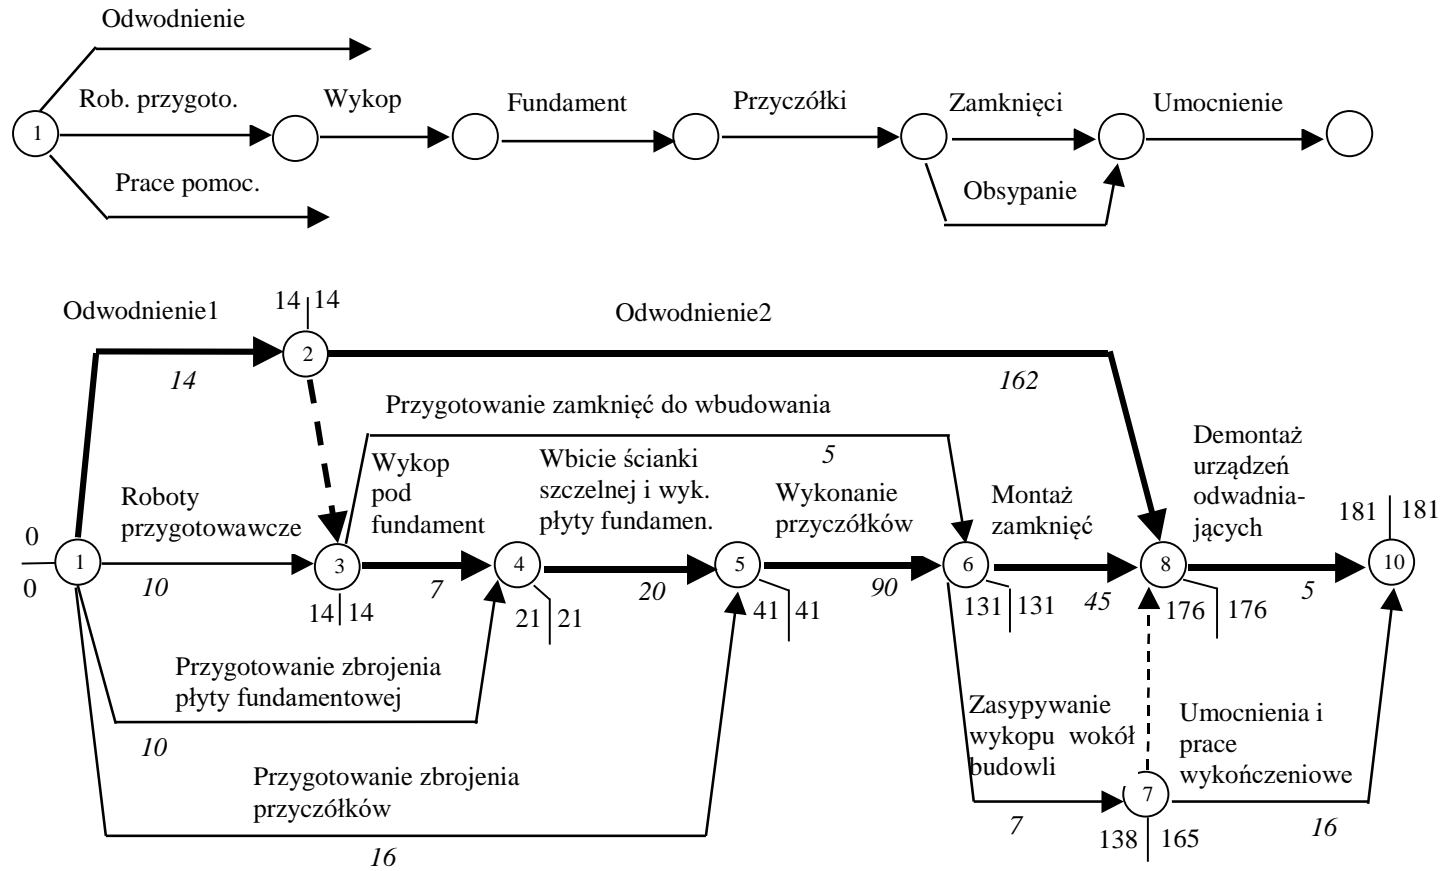 Odwodnienie
Rob. przygoto.
Wykop
Fundament
Przyczółki
Zamknięci
Umocnienie
1
Prace pomoc.
Obsypanie
Odwodnienie1
14 14
Odwodnienie2
2
14
162
Przygotowanie zamknięć do wbudowania
5
Wykop
pod
fundament
Wbicie ścianki
szczelnej i wyk.
płyty fundamen.
Wykonanie
przyczółków
Montaż
zamknięć
Demontaż
urządzeń
odwadnia-
jących
Roboty
przygotowawcze
0
0
1
10
3
14 14
7
4
21 21
20
5
41 41
90
6
131 131
45
8
176 176
5
181 181
10
Przygotowanie zbrojenia
płyty fundamentowej
10
Przygotowanie zbrojenia
przyczółków
16
Zasypywanie
wykopu wokół
budowli
7
7
138 165
Umocnienia i
prace
wykończeniowe
16